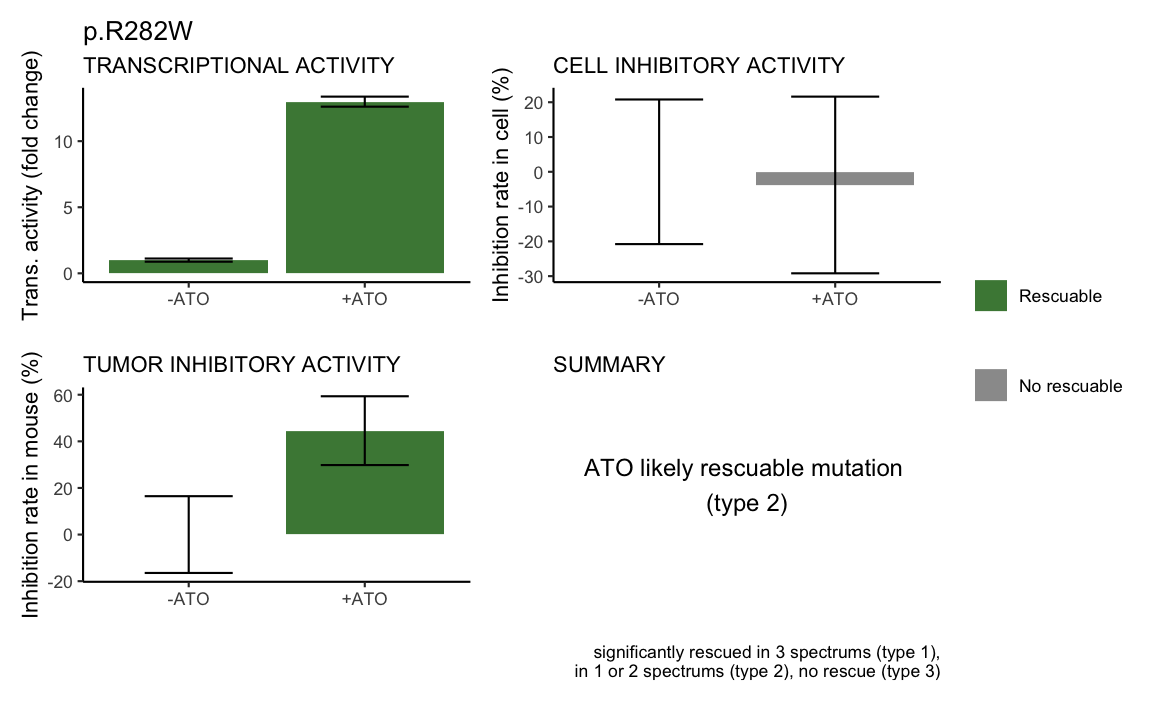 p.R282W
TRANSCRIPTIONAL ACTIVITY
Trans. activity (fold change)
10
5
0
-ATO
+ATO
CELL INHIBITORY ACTIVITY
Inhibition rate in cell (%)
20
10
0
-10
-20
-30
-ATO
+ATO
Rescuable
No rescuable
TUMOR INHIBITORY ACTIVITY
Inhibition rate in mouse (%)
60
40
20
0
-20
-ATO
+ATO
SUMMARY
ATO likely rescuable mutation
(type 2)
significantly rescued in 3 spectrums (type 1),
in 1 or 2 spectrums (type 2), no rescue (type 3)